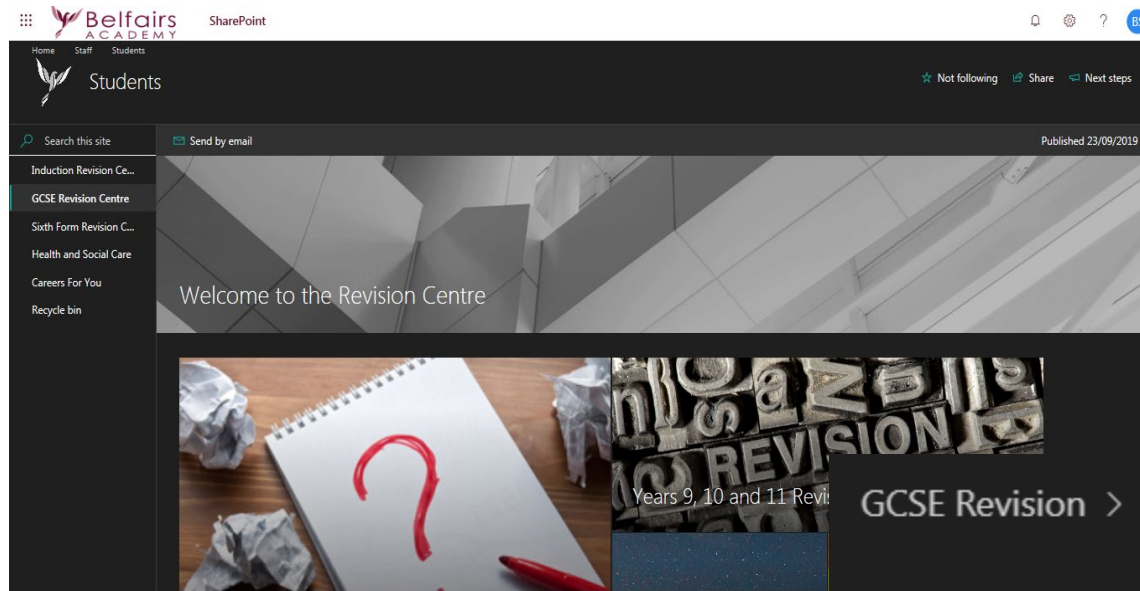 Belfairs
ACADEMY
SharePoint
?
Home Staff Students
Students
Not following Share Next steps
Search this site
Send by email
Published 23/09/2019
Induction Revision Ce...
GCSE Revision Centre
Sixth Form Revision C...
Health and Social Care
Careers For You
Recycle bin
Welcome to the Revision Centre
?
REVISION
Years 9, 10 and 11 Revis
GCSE Revision >